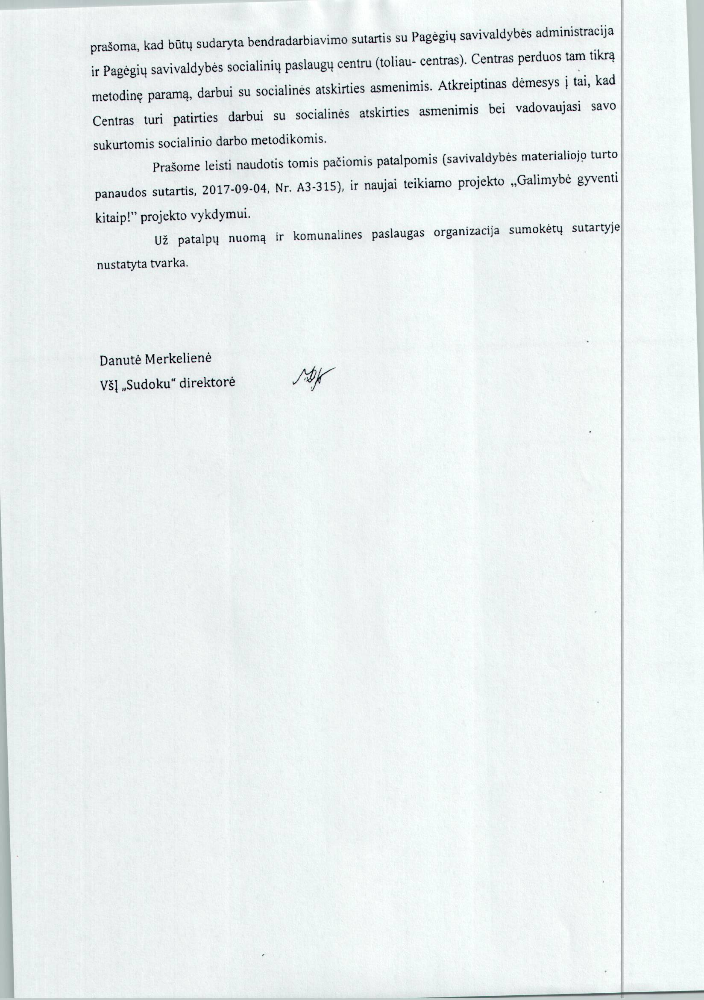 prašoma, kad būtų sudaryta bendradarbiavimo sutartis su Pagėgių savivaldybės administracija
ir Pagėgių savivaldybės socialinių paslaugų centru (toliau- centras). Centras perduos tam tikrą
metodinę paramą, darbui su socialinės atskirties asmenimis. Atkreiptinas dėmesys į tai, kad
Centras turi patirties darbui su socialinės atskirties asmenimis bei vadovaujasi savo
sukurtomis socialinio darbo metodikomis.
Prašome leisti naudotis tomis pačiomis patalpomis (savivaldybės materialiojo turto
panaudos sutartis, 2017-09-04, Nr. A3-315), ir naujai teikiamo projekto „Galimybė gyventi
kitaip!” projekto vykdymui.
Už patalpų nuomą ir komunalines paslaugas organizacija sumokėtų sutartyje
nustatyta tvarka.
Danutė Merkelienė
VšĮ „Sudoku“ direktorė